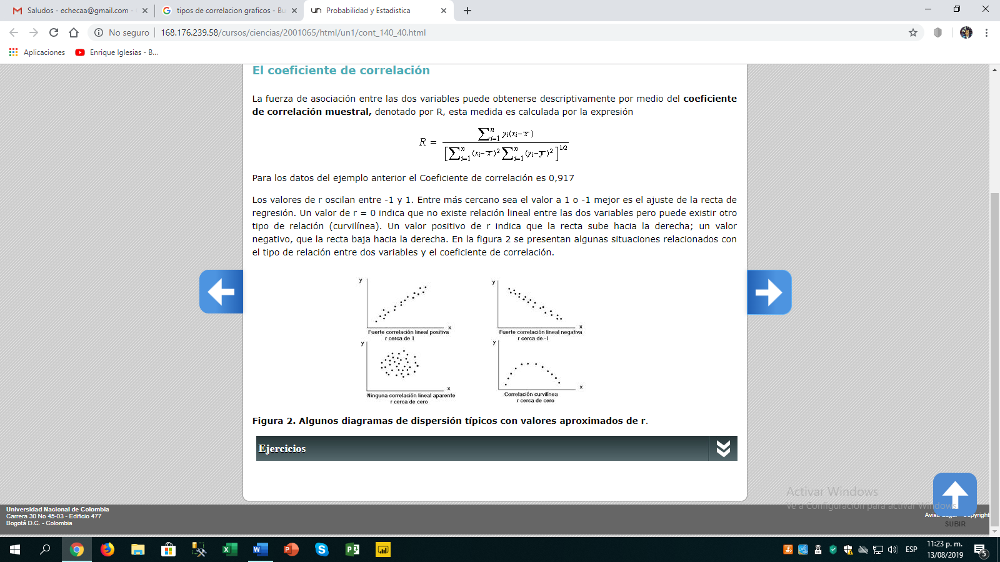 Saludos - echecaa@gmail.com -
tipos de correlacion graficos - Bu
Probabilidad y Estadística
No seguro
168.176.239.58/cursos/ciencias/2001065/html/un1/cont_140_40.html
Aplicaciones
Enrique Iglesias - B...
El coeficiente de correlación
La fuerza de asociación entre las dos variables puede obtenerse descriptivamente por medio del coeficiente
de correlación muestral, denotado por R, esta medida es calculada por la expresión
R = \frac{\sum_{i=1}^{n} y_i(x_i-\overline{x})}{[\sum_{i=1}^{n}(x_i-\overline{x})^2 \sum_{i=1}^{n}(y_i-\overline{y})^2]^{1/2}}
Para los datos del ejemplo anterior el Coeficiente de correlación es 0,917
Los valores de r oscilan entre -1 y 1. Entre más cercano sea el valor a 1 o -1 mejor es el ajuste de la recta de
regresión. Un valor de r = 0 indica que no existe relación lineal entre las dos variables pero puede existir otro
tipo de relación (curvilínea). Un valor positivo de r indica que la recta sube hacia la derecha; un valor
negativo, que la recta baja hacia la derecha. En la figura 2 se presentan algunas situaciones relacionados con
el tipo de relación entre dos variables y el coeficiente de correlación.
y
x
Fuerte correlación lineal positiva
r cerca de 1
y
x
Fuerte correlación lineal negativa
r cerca de -1
y
x
Ninguna correlación lineal aparente
r cerca de cero
y
x
Correlación curvilínea
r cerca de cero
Figura 2. Algunos diagramas de dispersión típicos con valores aproximados de r.
Ejercicios
Activar Windows
Ve a Configuración para activar Windows.
Universidad Nacional de Colombia
Carrera 30 No 45-03 - Edificio 477
Bogotá D.C. - Colombia
Aviso
SUBIR
ESP
11:23 p. m.
13/08/2019
5